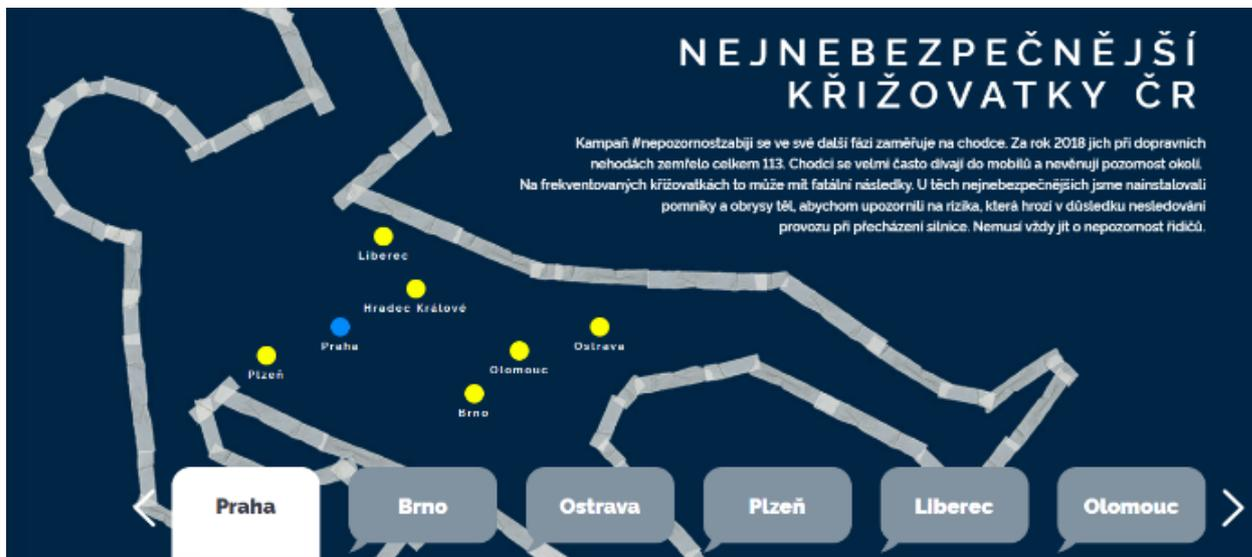 NEJNEBEZPEČNĚJŠÍ
KŘIŽOVATKY ČR
Kampaň #nepozornostzabiji se ve své další fázi zaměřuje na chodce. Za rok 2018 jich při dopravních
nehodách zemřelo celkem 113. Chodci se velmi často dívají do mobilů a nevěnují pozornost okolí.
Na frekventovaných křižovatkách to může mít fatální následky. U těch nejnebezpečnějších jsme nainstalovali
pomníky a obrysy těl, abychom upozornili na rizika, která hrozí v důsledku nesledování
provozu při přecházení silnice. Nemusí vždy jít o nepozornost řidičů.
Liberec
Hradec Králové
Praha
Ostrava
Plzeň
Olomouc
Brno
Praha
Brno
Ostrava
Plzeň
Liberec
Olomouc